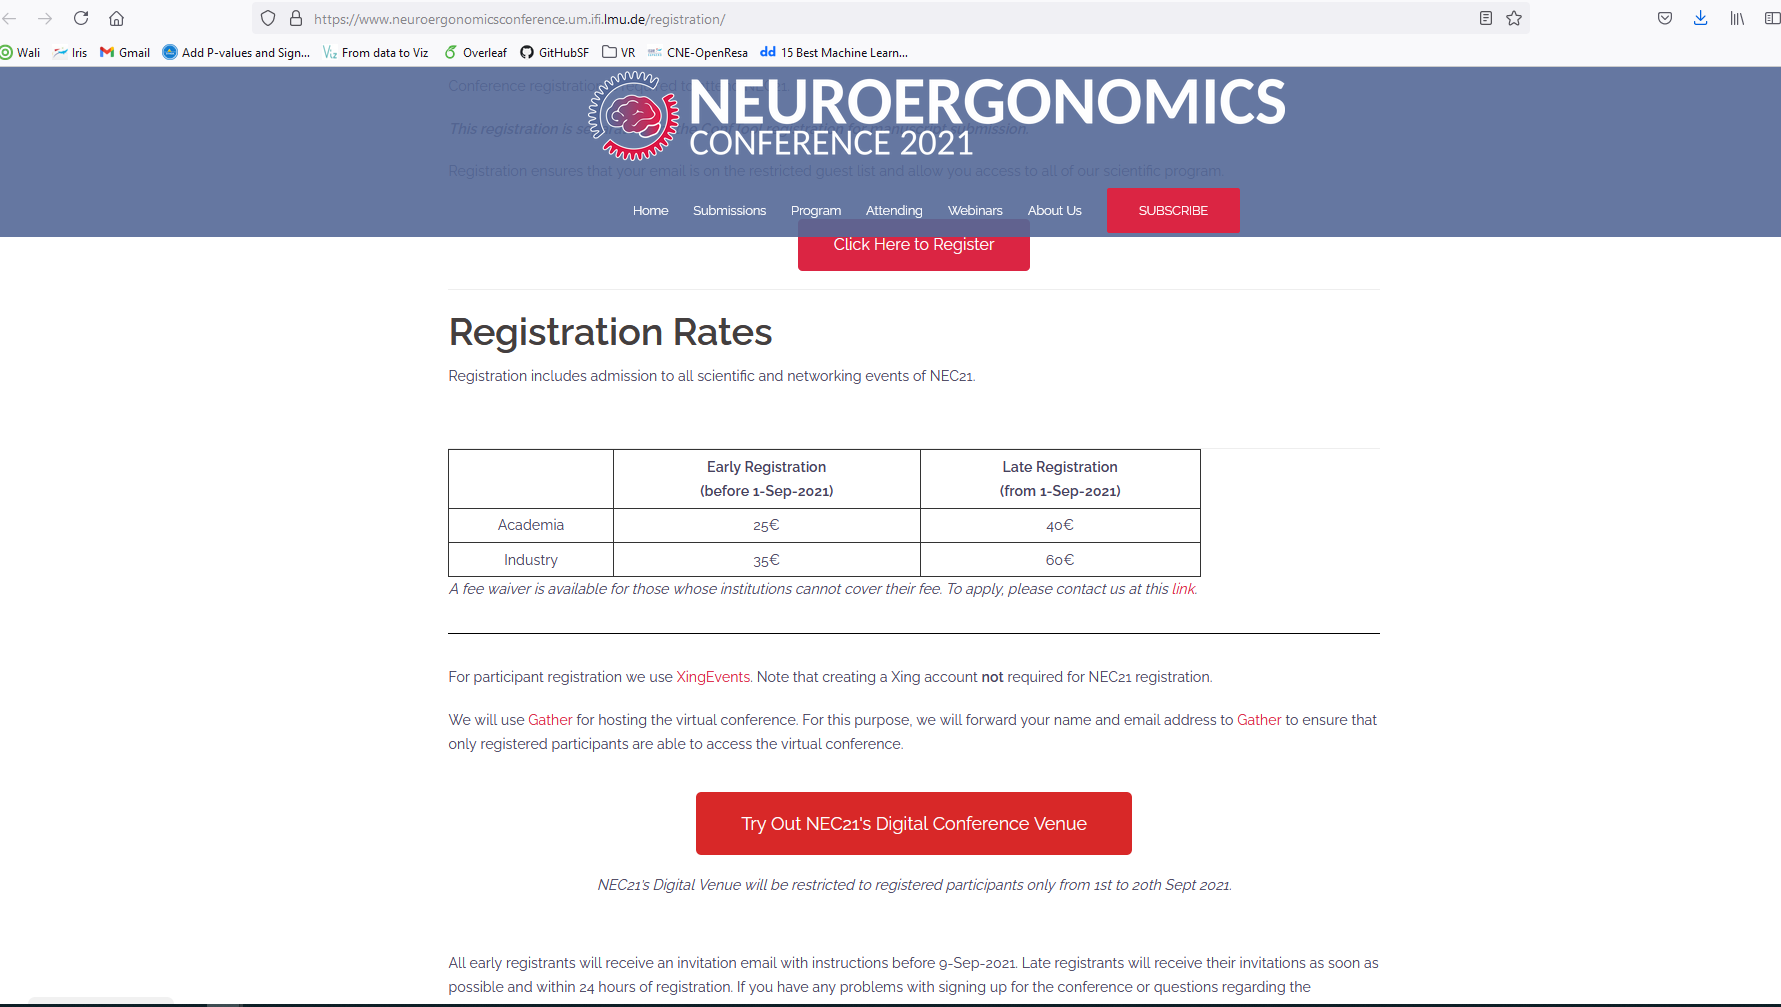 https://www.neuroergonomicsconference.um.ifi.lmu.de/registration/
Wali Iris Gmail Add P-values and Sign... From data to Viz Overleaf GitHubSF VR CNE-OpenResa dd 15 Best Machine Learn...
Conference registration
NEUROERGONOMICS
CONFERENCE 2021
This registration is registration for manuscript submission.
Registration ensures that your email is on the restricted guest list and allow you access to all of our scientific program.
Home Submissions Program Attending Webinars About Us SUBSCRIBE
Click Here to Register
Registration Rates
Registration includes admission to all scientific and networking events of NEC21.
Early Registration Late Registration
(before 1-Sep-2021) (from 1-Sep-2021)
Academia 25€ 40€
Industry 35€ 60€
A fee waiver is available for those whose institutions cannot cover their fee. To apply, please contact us at this link.
For participant registration we use XingEvents. Note that creating a Xing account not required for NEC21 registration.
We will use Gather for hosting the virtual conference. For this purpose, we will forward your name and email address to Gather to ensure that
only registered participants are able to access the virtual conference.
Try Out NEC21's Digital Conference Venue
NEC21's Digital Venue will be restricted to registered participants only from 1st to 20th Sept 2021.
All early registrants will receive an invitation email with instructions before 9-Sep-2021. Late registrants will receive their invitations as soon as
possible and within 24 hours of registration. If you have any problems with signing up for the conference or questions regarding the